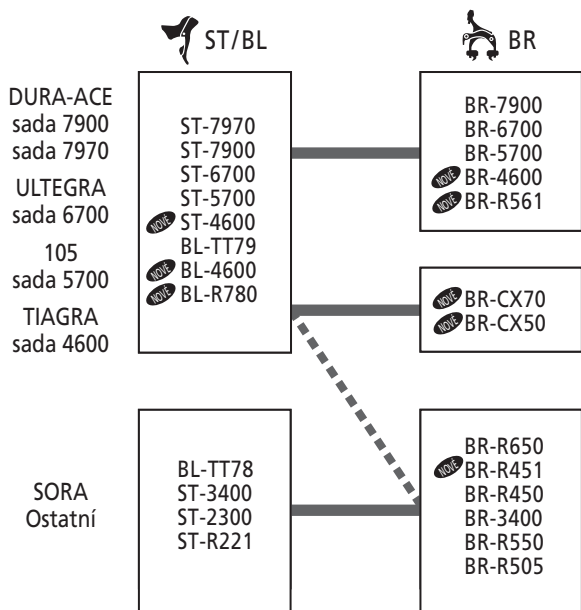 ST/BL
BR
DURA-ACE
sada 7900
sada 7970
ULTEGRA
sada 6700
105
sada 5700
TIAGRA
sada 4600
ST-7970
ST-7900
ST-6700
ST-5700
NOVÉ ST-4600
BL-TT79
NOVÉ BL-4600
NOVÉ BL-R780
BR-7900
BR-6700
BR-5700
NOVÉ BR-4600
NOVÉ BR-R561
NOVÉ BR-CX70
NOVÉ BR-CX50
SORA
Ostatní
BL-TT78
ST-3400
ST-2300
ST-R221
BR-R650
NOVÉ BR-R451
BR-R450
BR-3400
BR-R550
BR-R505